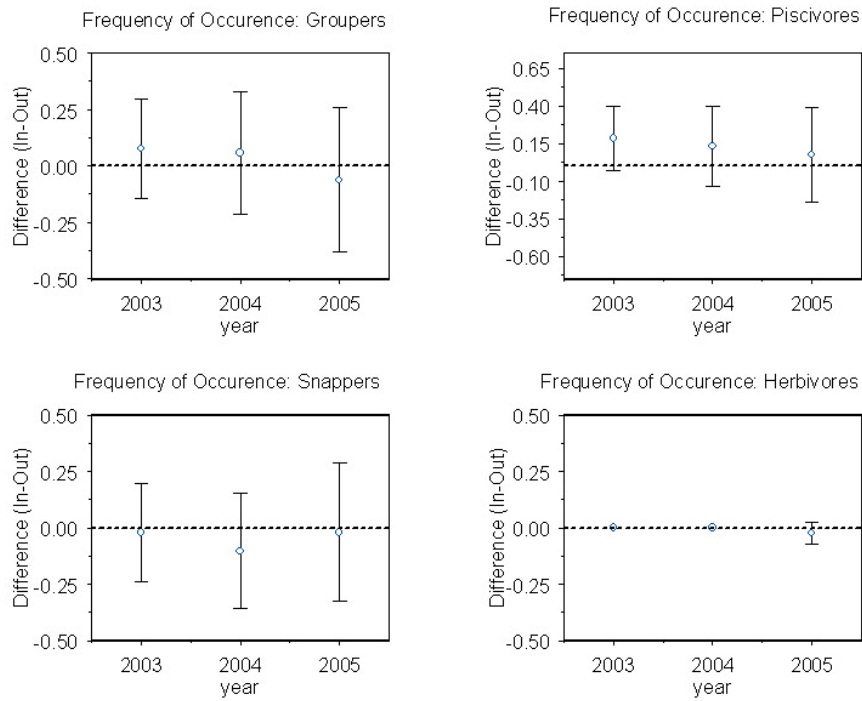 Frequency of Occurence: Groupers
Difference (In-Out)
0.50
0.25
0.00
-0.25
-0.50
2003 2004 2005
year
Frequency of Occurence: Piscivores
Difference (In-Out)
0.65
0.40
0.15
-0.10
-0.35
-0.60
2003 2004 2005
year
Frequency of Occurence: Snappers
Difference (In-Out)
0.50
0.25
0.00
-0.25
-0.50
2003 2004 2005
year
Frequency of Occurence: Herbivores
Difference (In-Out)
0.50
0.25
0.00
-0.25
-0.50
2003 2004 2005
year